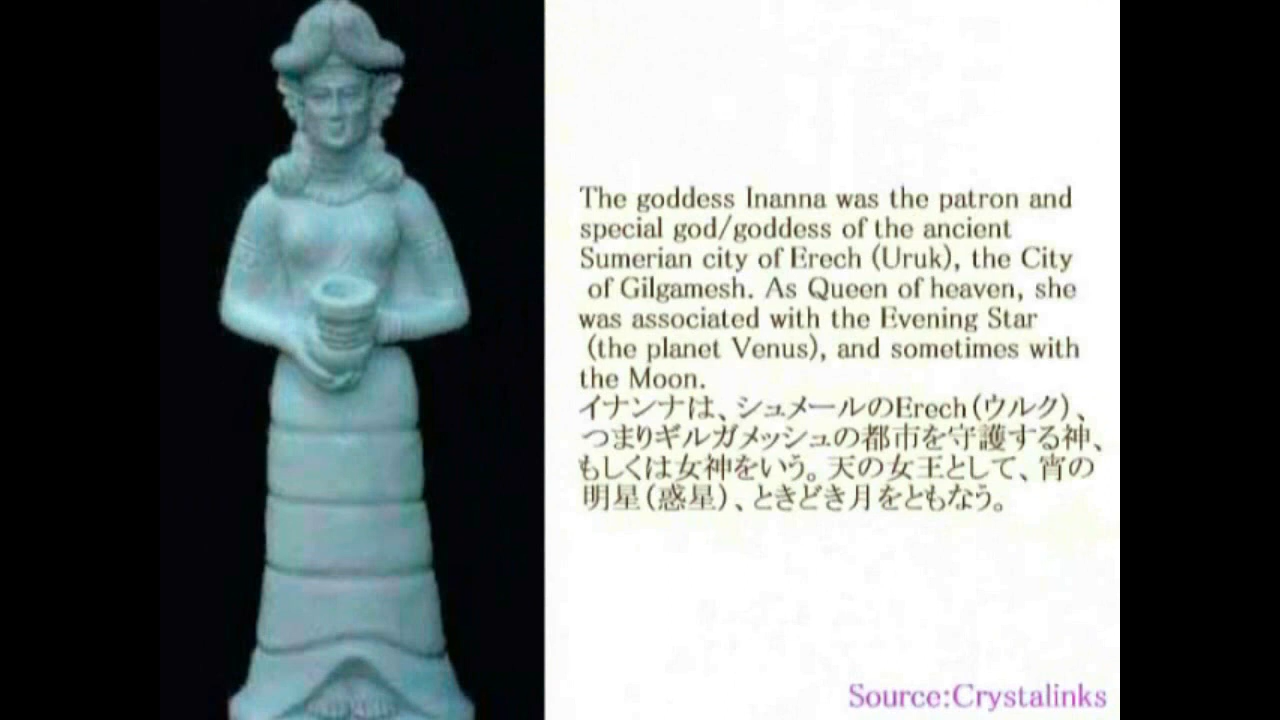 The goddess Inanna was the patron and
special god/goddess of the ancient
Sumerian city of Erech (Uruk), the City
of Gilgamesh. As Queen of heaven, she
was associated with the Evening Star
(the planet Venus), and sometimes with
the Moon.
イナンナは、シュメールのErech(ウルク)、
つまりギルガメッシュの都市を守護する神、
もしくは女神をいう。天の女王として、宵の
明星(惑星)、ときどき月をともなう。
Source:Crystalinks